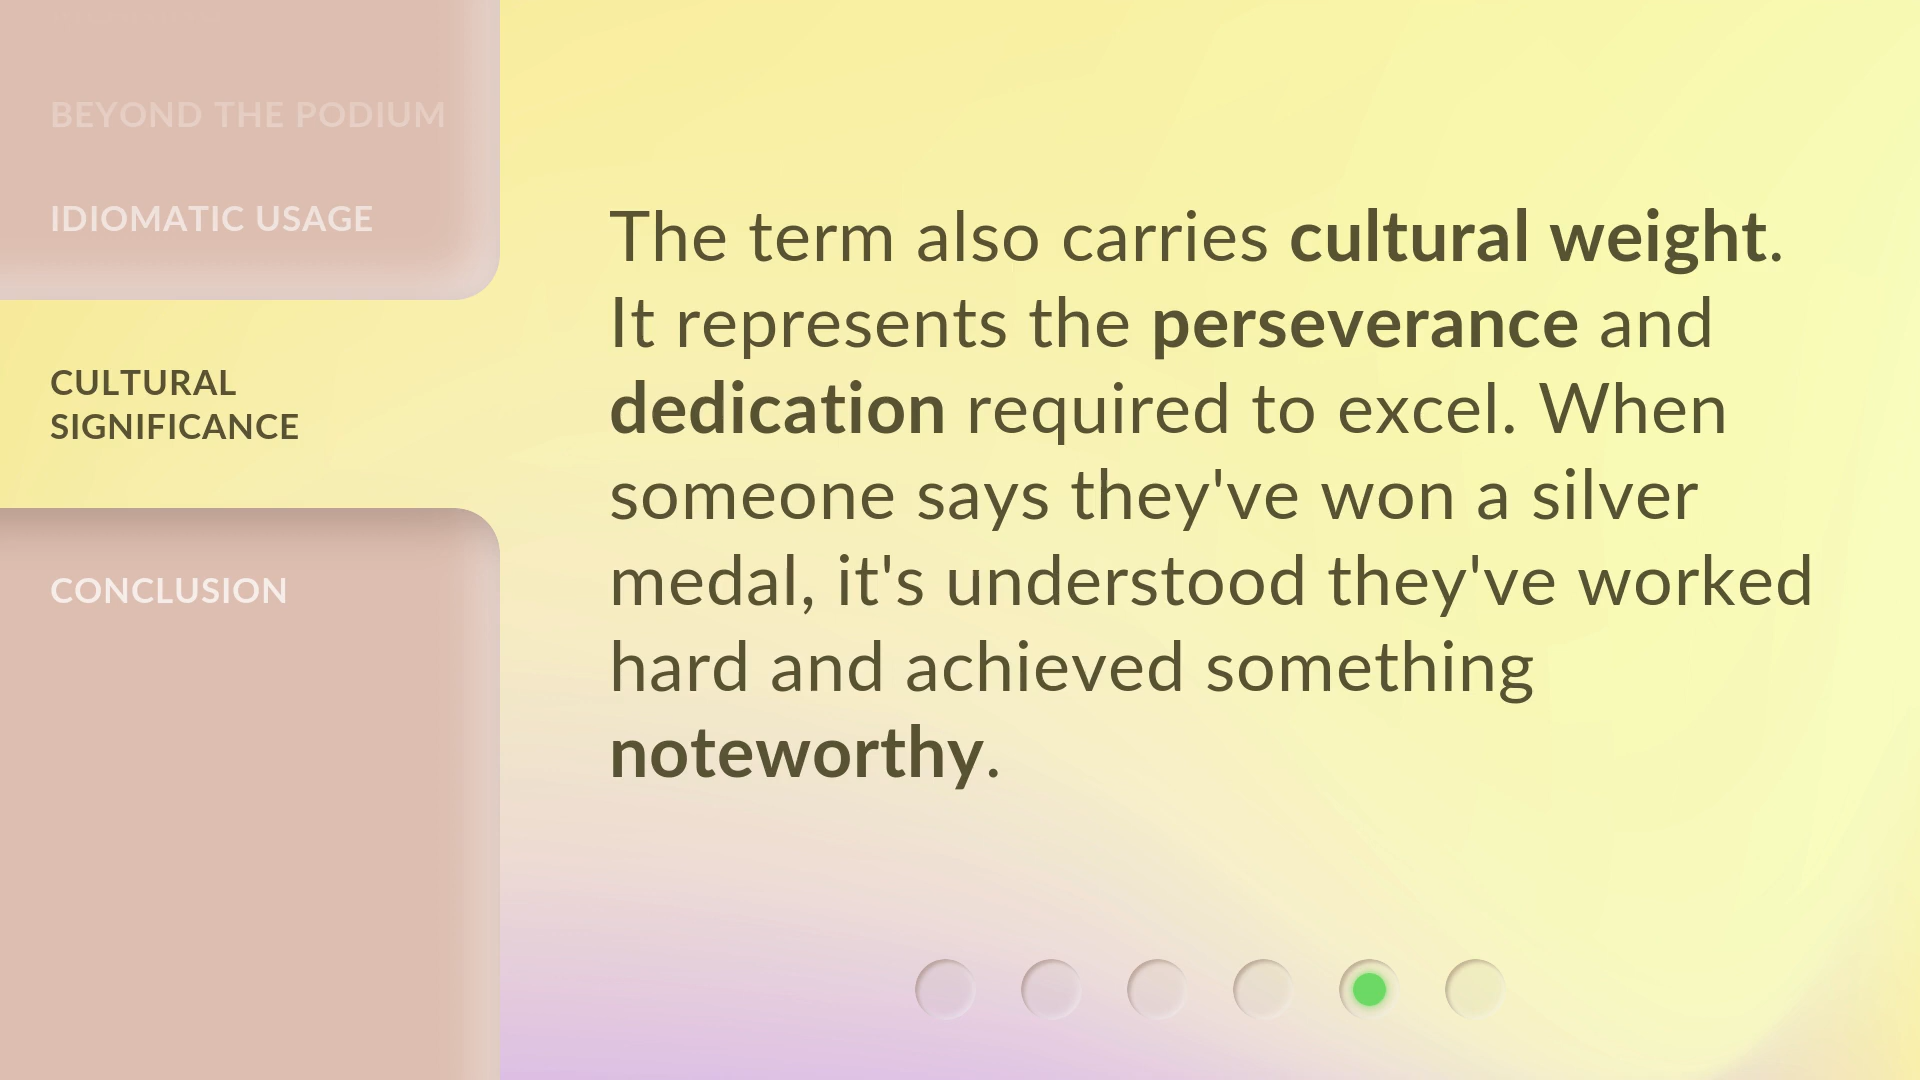 BEYOND THE PODIUM
IDIOMATIC USAGE
CULTURAL
SIGNIFICANCE
CONCLUSION
The term also carries cultural weight.
It represents the perseverance and
dedication required to excel. When
someone says they've won a silver
medal, it's understood they've worked
hard and achieved something
noteworthy.